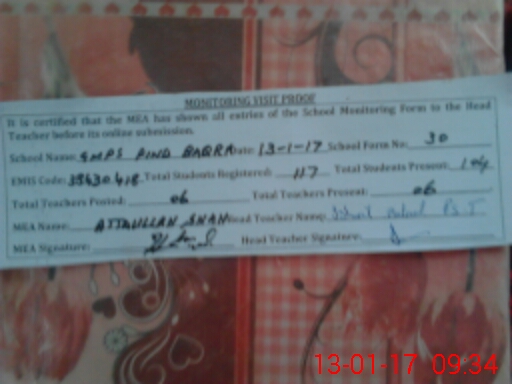 MONITORING VISIT PROOF
It is certified that the MEA has shown all entries of the School Monitoring Form to the Head
Teacher before its online submission.
School Name: GMPS PIND Date: 13-1-17 School Form No: 30
EMIS Code: Total Students Registered: 117 Total Students Present: 104
Total Teachers Posted: 06 Total Teachers Present: 06
MEA Name: ATTAULLAH SHAH Head Teacher Name:
MEA Signature: Head Teacher Signature:
13-01-17 09:34